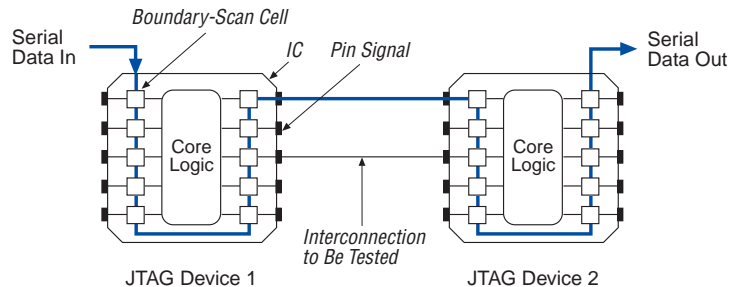 Boundary-Scan Cell
Serial
Data In
IC
Pin Signal
Serial
Data Out
Core
Logic
Core
Logic
Interconnection
to Be Tested
JTAG Device 1
JTAG Device 2